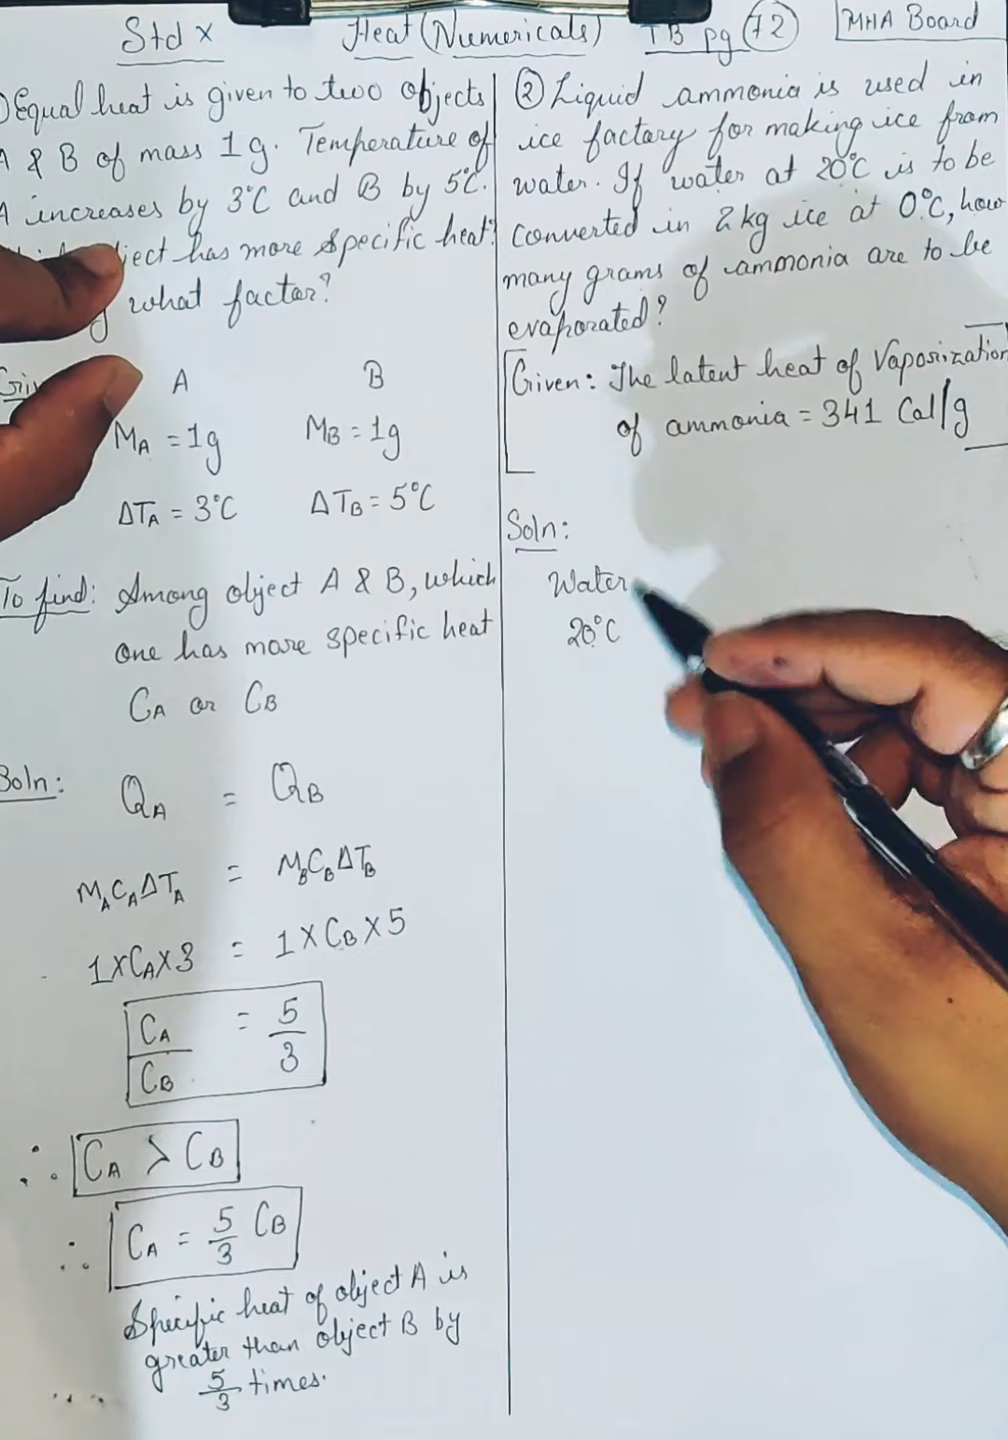 Std X
Heat (Numericals)
TB pg 72
MHA Board
Equal heat is given to two objects
A & B of mass 1g. Temperature of
A increases by 3°C and B by 5°C.
has more specific heat?
what factor?
A B
MA = 1g MB = 1g
ΔTA = 3°C ΔTB = 5°C
To find: Among object A & B, which
one has more specific heat
CA or CB
Soln: QA = QB
MACAΔTA = MBCBΔTB
1×CA×3 = 1×CB×5
CA/CB = 5/3
∴ CA > CB
∴ CA = 5/3 CB
Specific heat of object A is
greater than object B by
5/3 times.
② Liquid ammonia is used in
ice factory for making ice from
water. If water at 20°C is to be
converted in 2 kg ice at 0°C, how
many grams of ammonia are to be
evaporated?
Given: The latent heat of Vaporization
of ammonia = 341 Cal/g
Soln:
Water
20°C